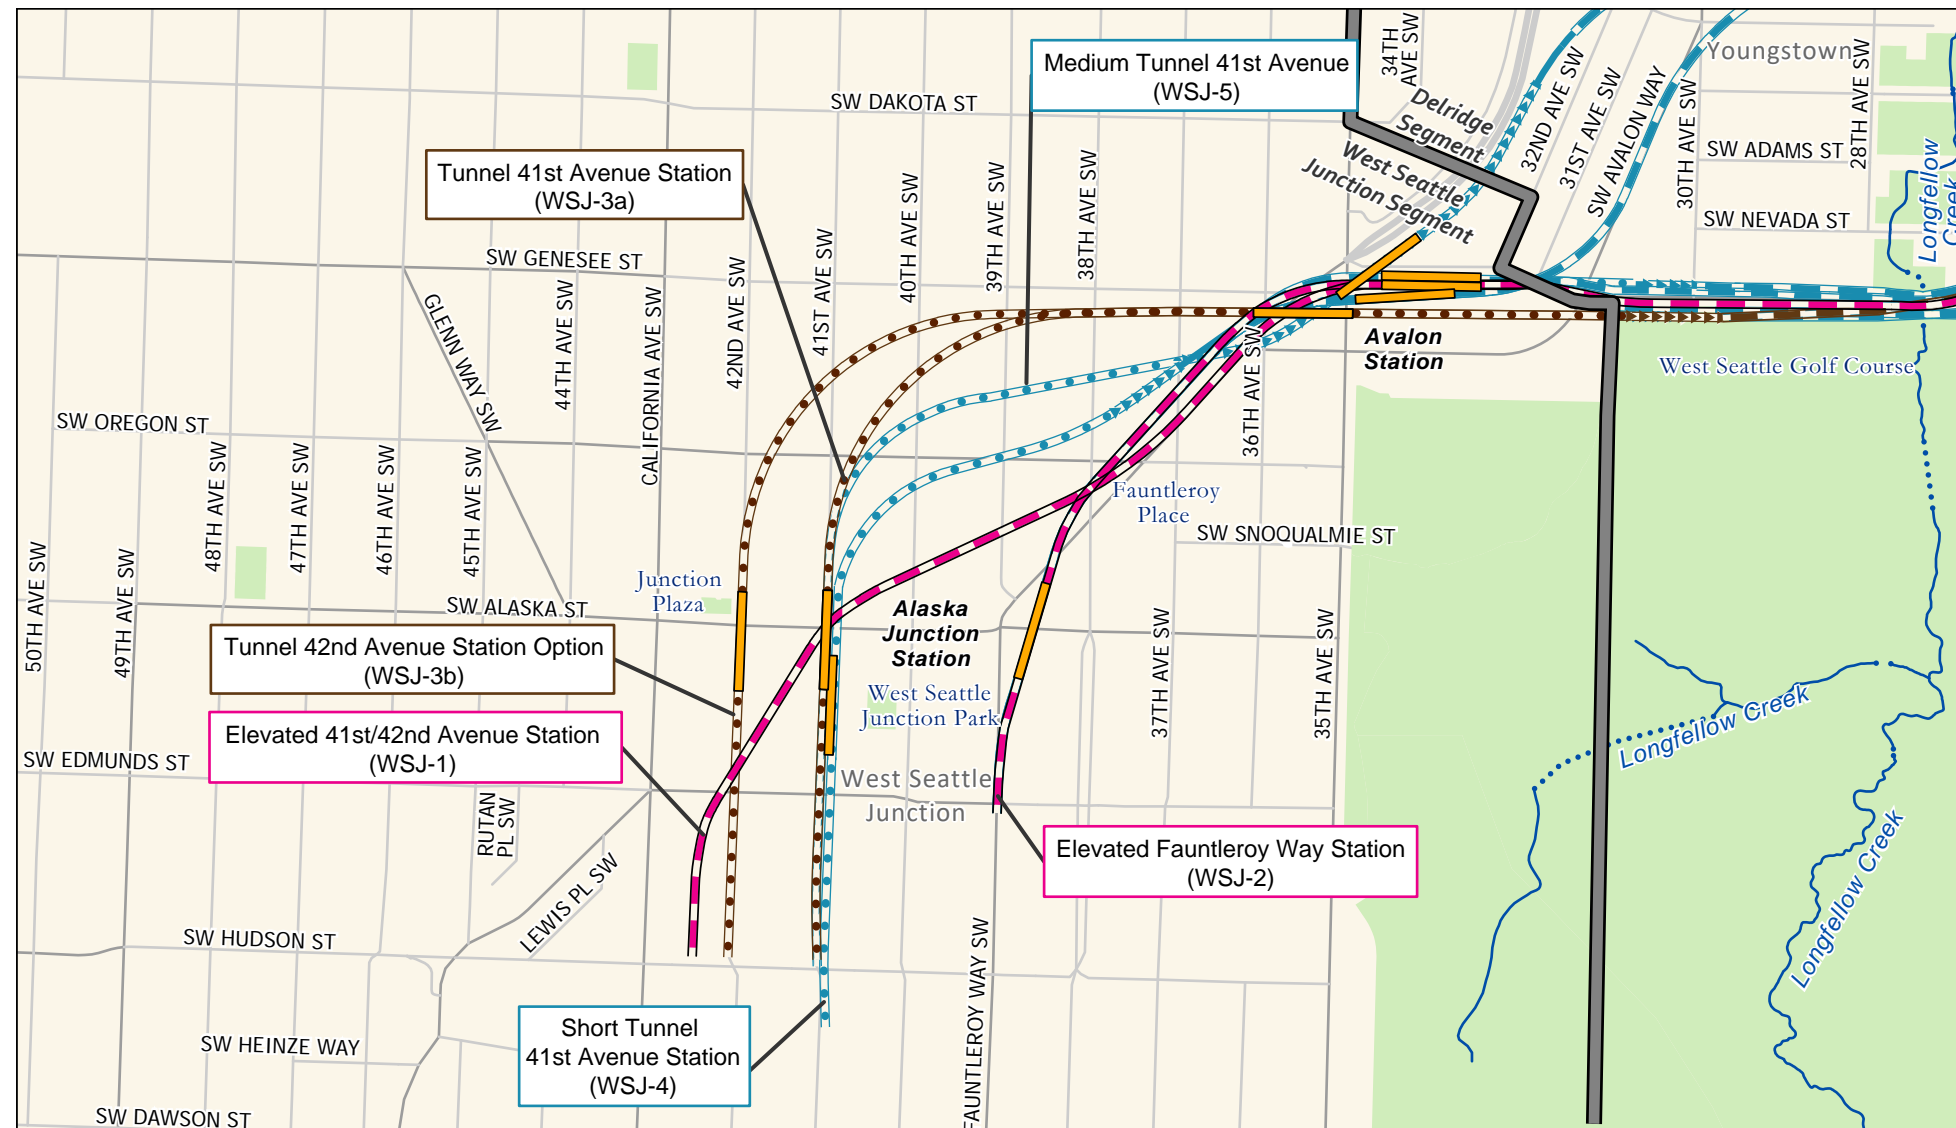 Medium Tunnel 41st Avenue
(WSJ-5)
34TH
AVE SW
Youngstown
28TH AVE SW
32ND AVE SW
31ST AVE SW
SW AVALON WAY
30TH AVE SW
Delridge
Segment
West Seattle
Junction Segment
SW DAKOTA ST
SW ADAMS ST
SW NEVADA ST
Longfellow
Creek
Tunnel 41st Avenue Station
(WSJ-3a)
SW GENESEE ST
42ND AVE SW
41ST AVE SW
40TH AVE SW
39TH AVE SW
38TH AVE SW
GLENN WAY SW
44TH AVE SW
CALIFORNIA AVE SW
36TH AVE SW
Avalon
Station
West Seattle Golf Course
SW OREGON ST
50TH AVE SW
49TH AVE SW
48TH AVE SW
47TH AVE SW
46TH AVE SW
45TH AVE SW
Fauntleroy
Place
SW SNOQUALMIE ST
Junction
Plaza
SW ALASKA ST
Alaska
Junction
Station
37TH AVE SW
35TH AVE SW
Tunnel 42nd Avenue Station Option
(WSJ-3b)
West Seattle
Junction Park
Longfellow Creek
Elevated 41st/42nd Avenue Station
(WSJ-1)
SW EDMUNDS ST
West Seattle
Junction
RUTAN
PL SW
LEWIS PL SW
Elevated Fauntleroy Way Station
(WSJ-2)
Longfellow Creek
SW HUDSON ST
FAUNTLEROY WAY SW
Short Tunnel
41st Avenue Station
(WSJ-4)
SW HEINZE WAY
SW DAWSON ST